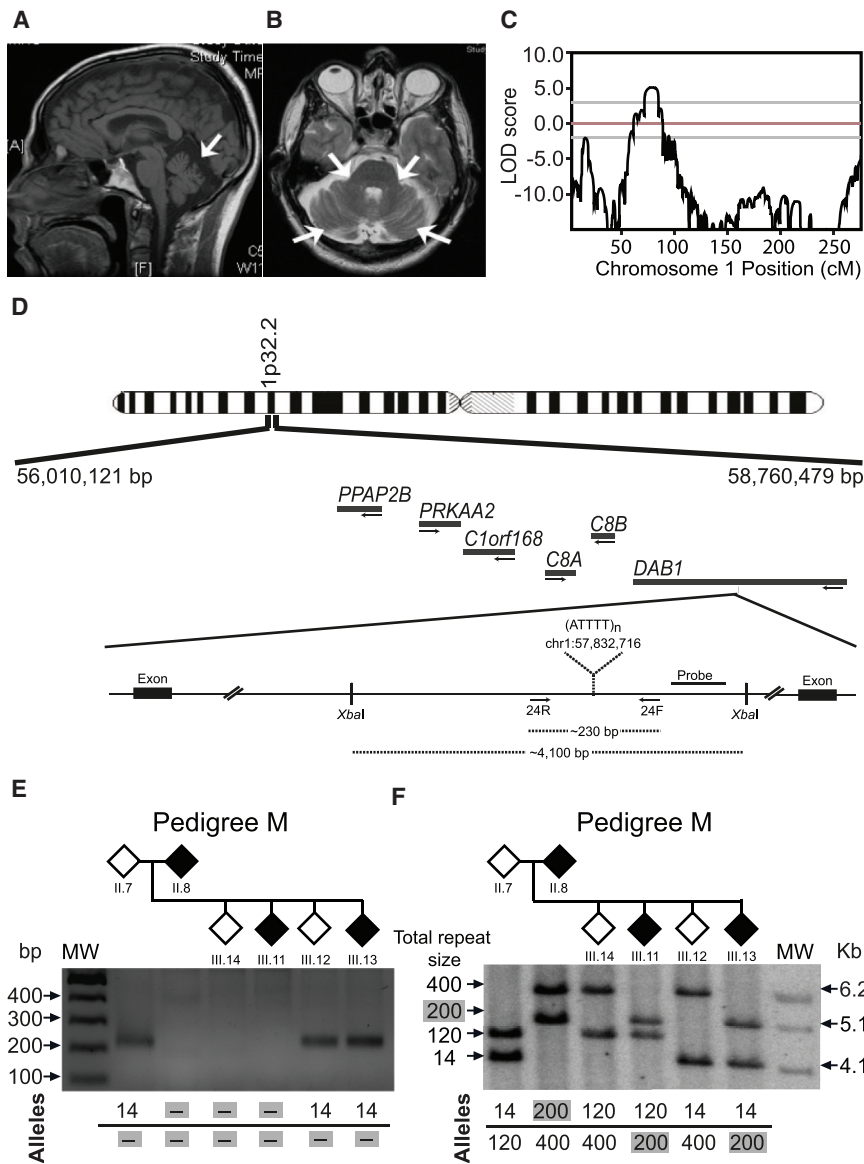 A
B
C
Study Time
MF
[A]
[F]
C5
W11
Stud
10.0
5.0
0.0
-5.0
-10.0
LOD score
50 100 150 200 250
Chromosome 1 Position (cM)
D
1p32.2
56,010,121 bp
58,760,479 bp
PPAP2B
PRKAA2
C1orf168
C8A
C8B
DAB1
(ATTTT)n
chr1:57,832,716
Exon
XbaI
24R
24F
Probe
XbaI
Exon
~230 bp
~4,100 bp
E
Pedigree M
II.7
II.8
III.14 III.11 III.12 III.13
bp MW
400
300
200
100
Alleles
14 – – – 14 14
– – – – – –
F
Pedigree M
II.7
II.8
III.14 III.11 III.12 III.13
Total repeat
size
MW
Kb
400
200
120
14
6.2
5.1
4.1
Alleles
14 200 120 120 14 14
120 400 400 200 400 200